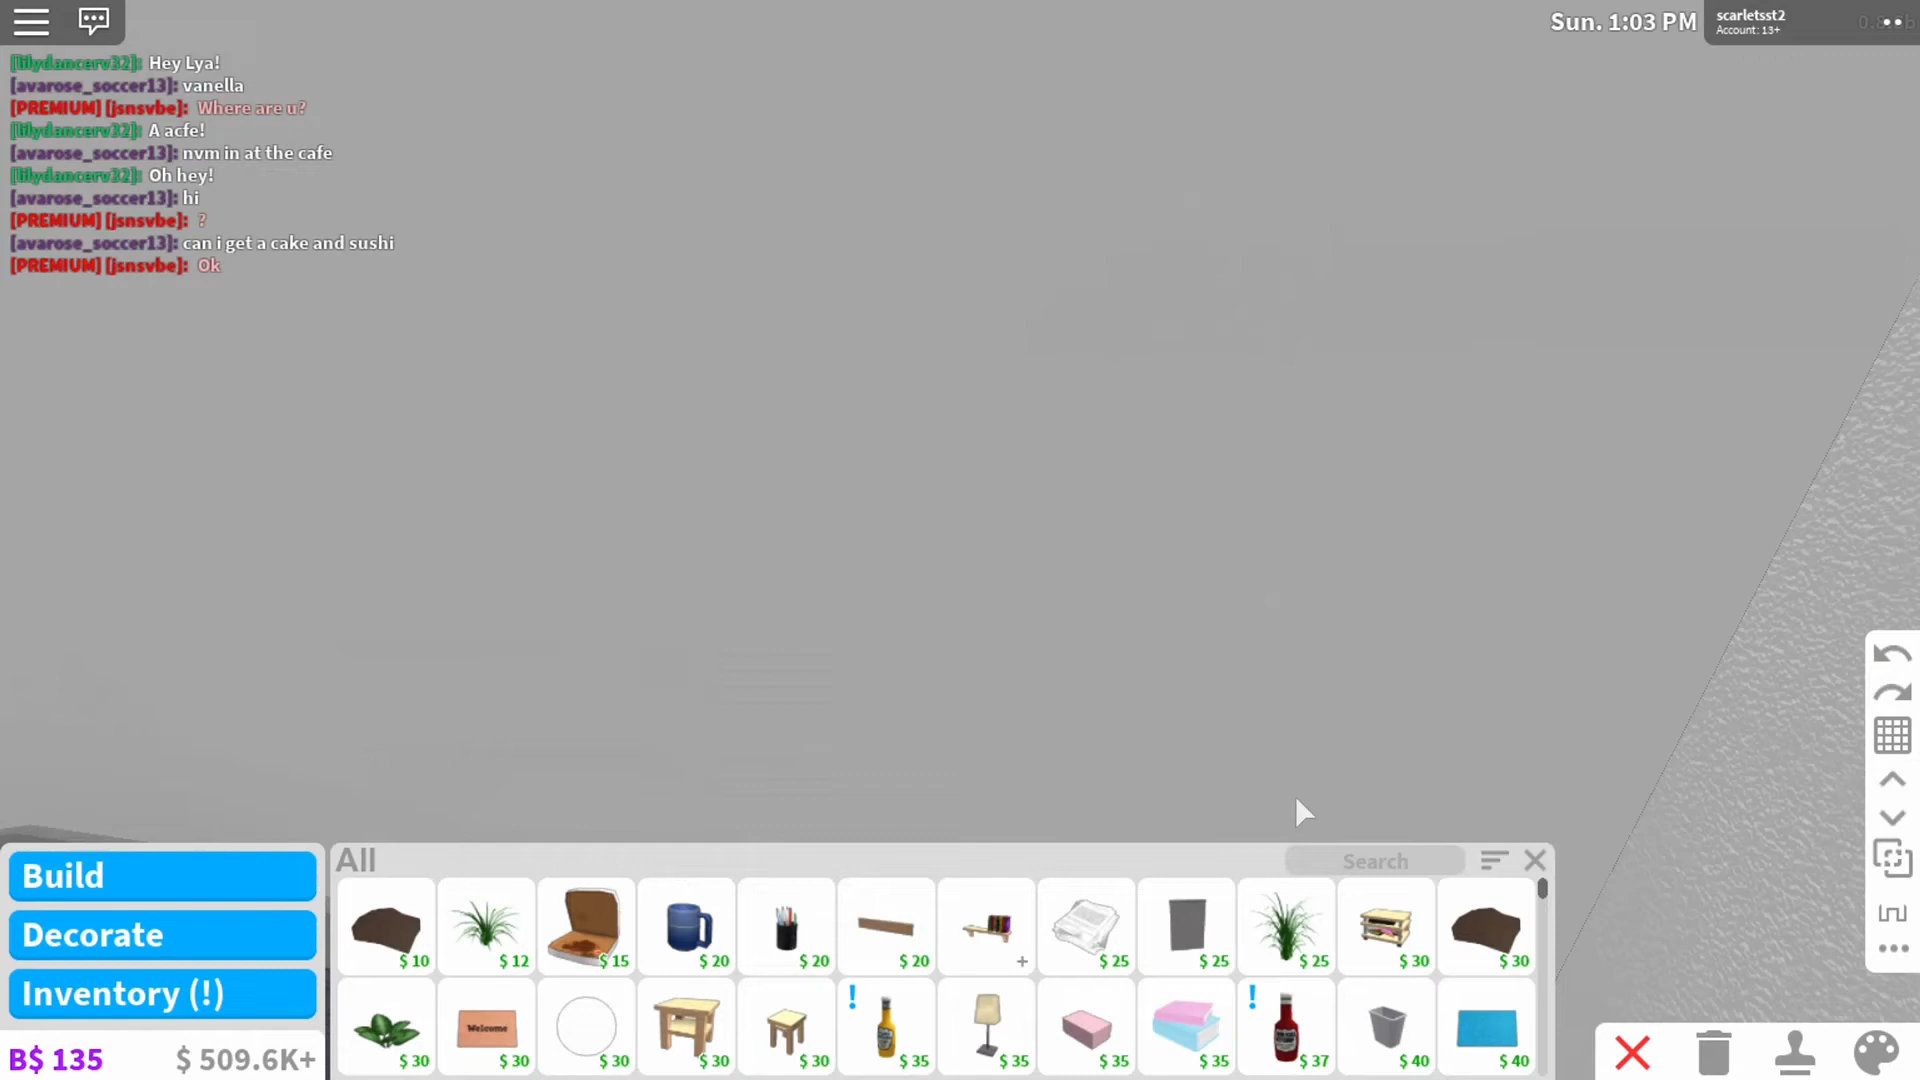 Sun. 1:03 PM
scarletsst2
Account: 13+
[lilydancerv32]: Hey Lya!
[avarose_soccer13]: vanella
[PREMIUM] [jsnsvbe]: Where are u?
[lilydancerv32]: A acfe!
[avarose_soccer13]: nvm in at the cafe
[lilydancerv32]: Oh hey!
[avarose_soccer13]: hi
[PREMIUM] [jsnsvbe]: ?
[avarose_soccer13]: can i get a cake and sushi
[PREMIUM] [jsnsvbe]: Ok
Build
Decorate
Inventory (!)
B$ 135
$ 509.6K+
All
Search
$ 10
$ 12
$ 15
$ 20
$ 20
$ 20
+
$ 25
$ 25
$ 25
$ 30
$ 30
$ 30
Welcome
$ 30
$ 30
$ 30
$ 30
!
$ 35
$ 35
$ 35
$ 35
!
$ 37
$ 40
$ 40